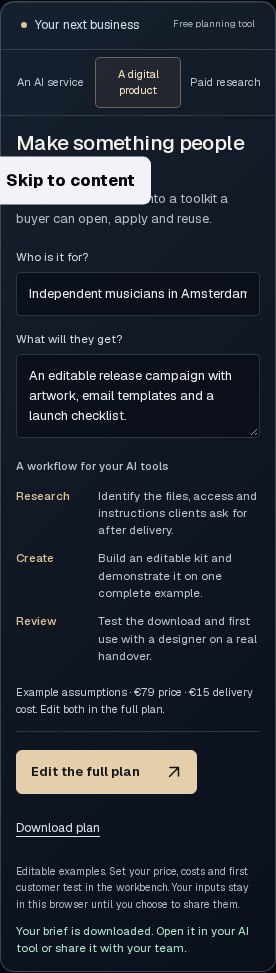 Your next business
Free planning tool
An AI service
A digital
product
Paid research
Make something people
Skip to content
into a toolkit a
buyer can open, apply and reuse.
Who is it for?
Independent musicians in Amsterdam
What will they get?
An editable release campaign with
artwork, email templates and a
launch checklist.
A workflow for your AI tools
Research
Identify the files, access and
instructions clients ask for
after delivery.
Create
Build an editable kit and
demonstrate it on one
complete example.
Review
Test the download and first
use with a designer on a real
handover.
Example assumptions · €79 price · €15 delivery
cost. Edit both in the full plan.
Edit the full plan
Download plan
Editable examples. Set your price, costs and first
customer test in the workbench. Your inputs stay
in this browser until you choose to share them.
Your brief is downloaded. Open it in your AI
tool or share it with your team.